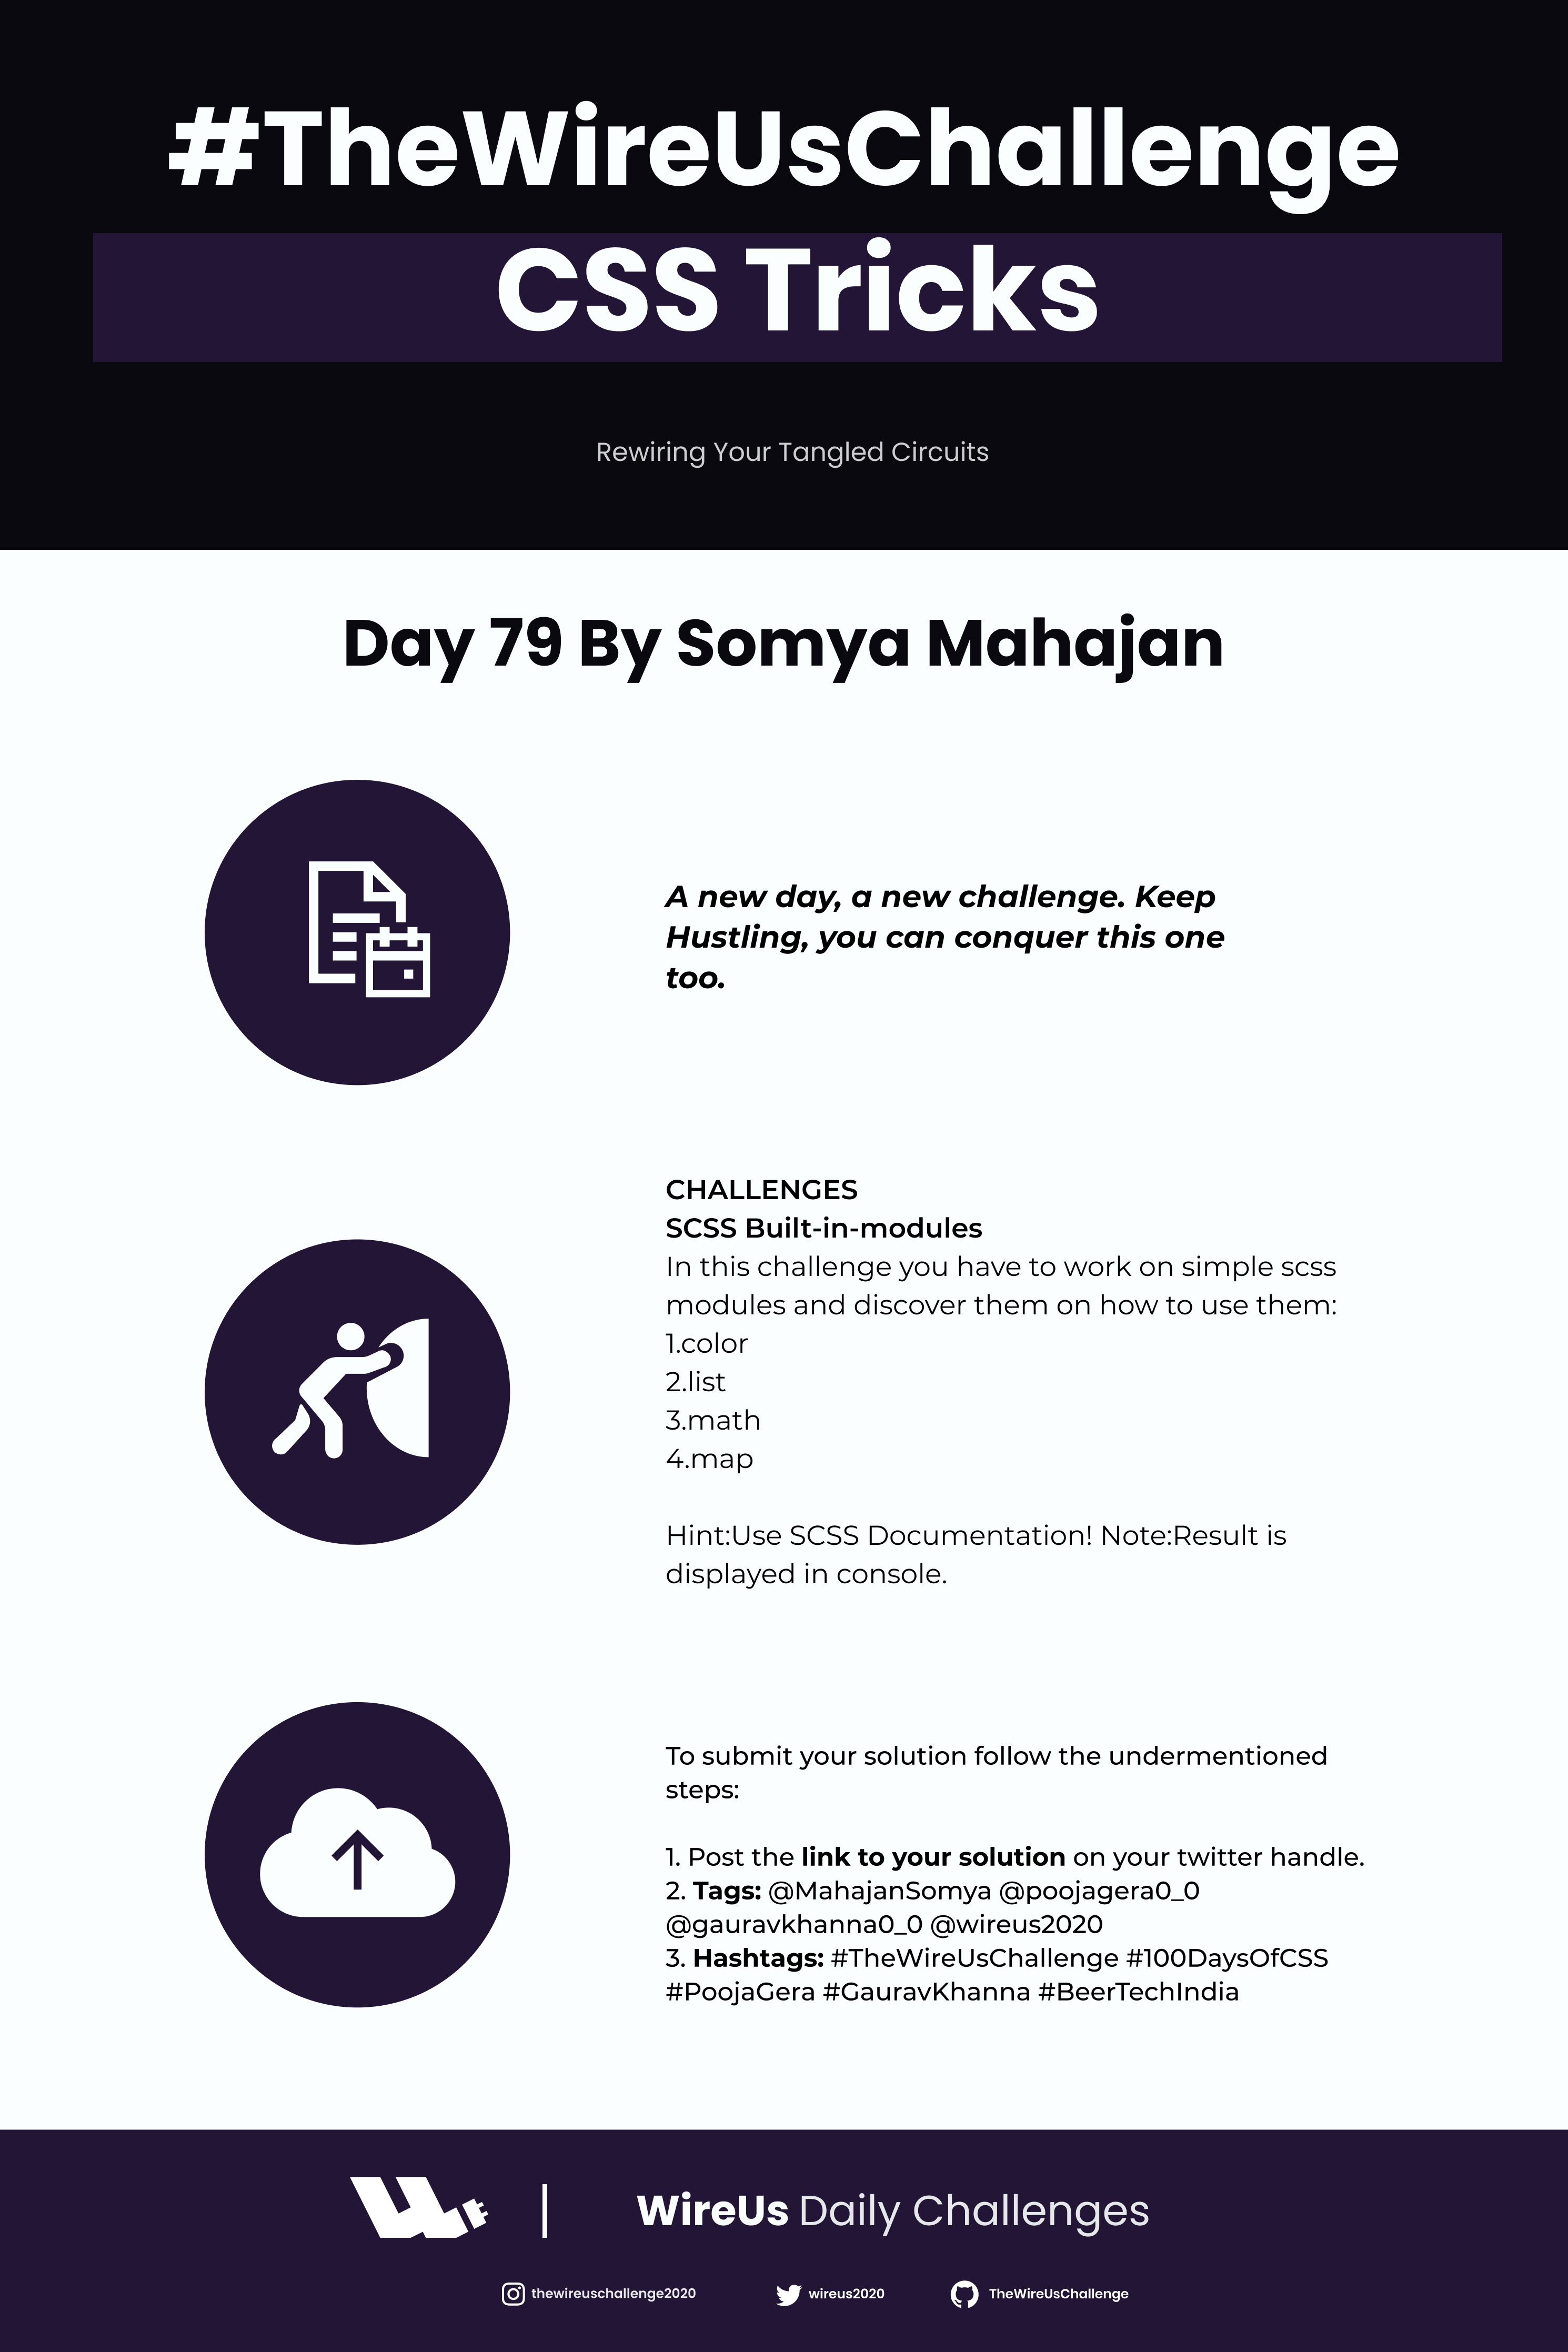 #TheWireUsChallenge
CSS Tricks
Rewiring Your Tangled Circuits
Day 79 By Somya Mahajan
A new day, a new challenge. Keep
Hustling, you can conquer this one
too.
CHALLENGES
SCSS Built-in-modules
In this challenge you have to work on simple scss
modules and discover them on how to use them:
1.color
2.list
3.math
4.map
Hint:Use SCSS Documentation! Note:Result is
displayed in console.
To submit your solution follow the undermentioned
steps:
1. Post the link to your solution on your twitter handle.
2. Tags: @MahajanSomya @poojagera0_0
@gauravkhanna0_0 @wireus2020
3. Hashtags: #TheWireUsChallenge #100DaysOfCSS
#PoojaGera #GauravKhanna #BeerTechIndia
WireUs Daily Challenges
thewireuschallenge2020 wireus2020 TheWireUsChallenge